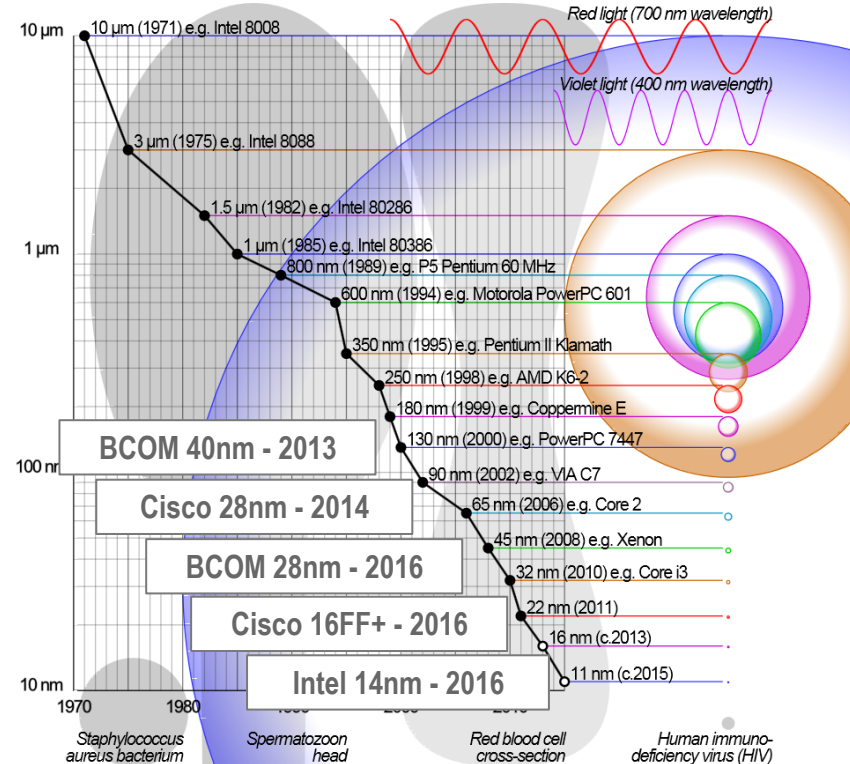 Red light (700 nm wavelength)
10 µm
10 µm (1971) e.g. Intel 8008
Violet light (400 nm wavelength)
3 µm (1975) e.g. Intel 8088
1.5 µm (1982) e.g. Intel 80286
1 µm
1 µm (1985) e.g. Intel 80386
800 nm (1989) e.g. P5 Pentium 60 MHz
600 nm (1994) e.g. Motorola PowerPC 601
350 nm (1995) e.g. Pentium II Klamath
250 nm (1998) e.g. AMD K6-2
180 nm (1999) e.g. Coppermine E
130 nm (2000) e.g. PowerPC 7447
BCOM 40nm - 2013
100 nr
90 nm (2002) e.g. VIA C7
Cisco 28nm - 2014
65 nm (2006) e.g. Core 2
45 nm (2008) e.g. Xenon
BCOM 28nm - 2016
32 nm (2010) e.g. Core i3
22 nm (2011)
Cisco 16FF+ - 2016
16 nm (c.2013)
11 nm (c.2015)
Intel 14nm - 2016
10 nm
1970
1980
Staphylococcus
aureus bacterium
Spermatozoon
head
Red blood cell
cross-section
Human immuno-
deficiency virus (HIV)